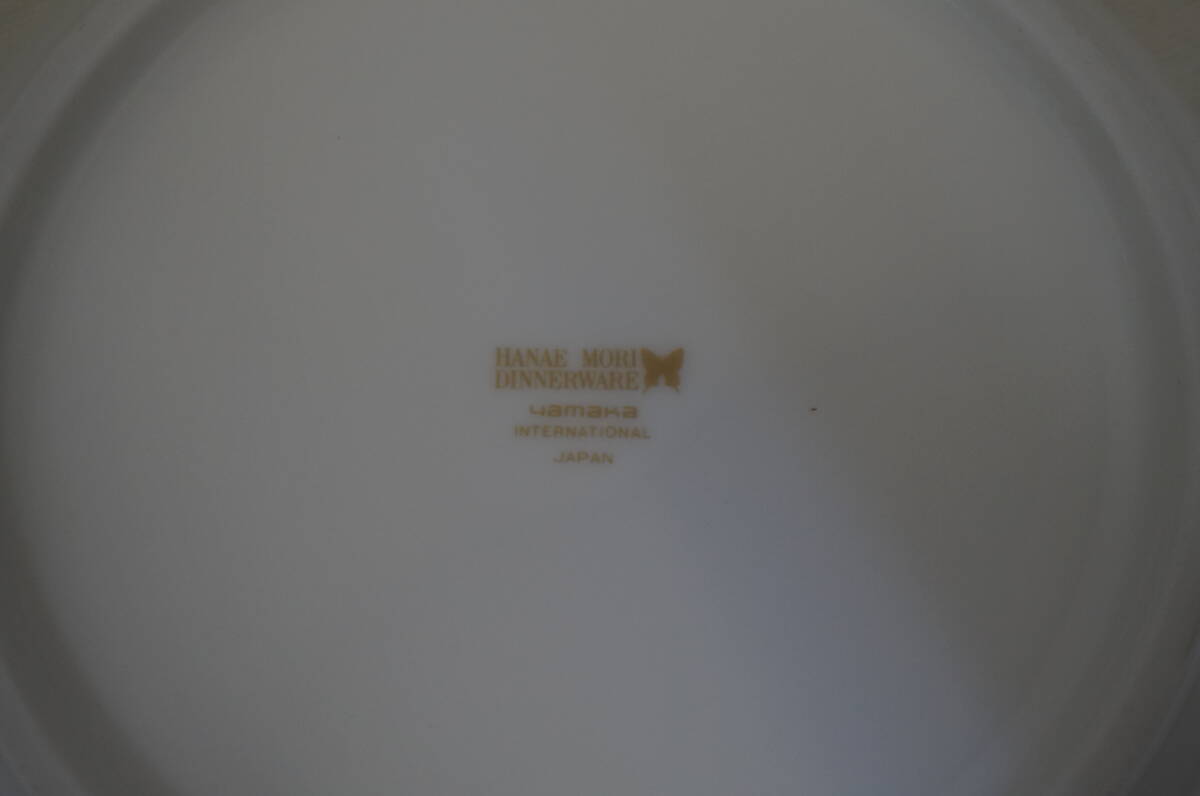 HANAE MORI
DINNERWARE
yamaka
INTERNATIONAL
JAPAN